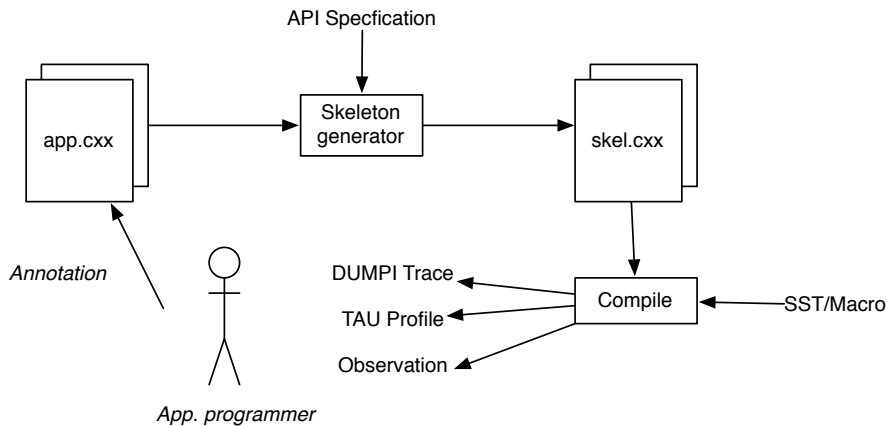 API Specfication
app.cxx
Skeleton
generator
skel.cxx
Annotation
DUMPI Trace
TAU Profile
Observation
Compile
SST/Macro
App. programmer